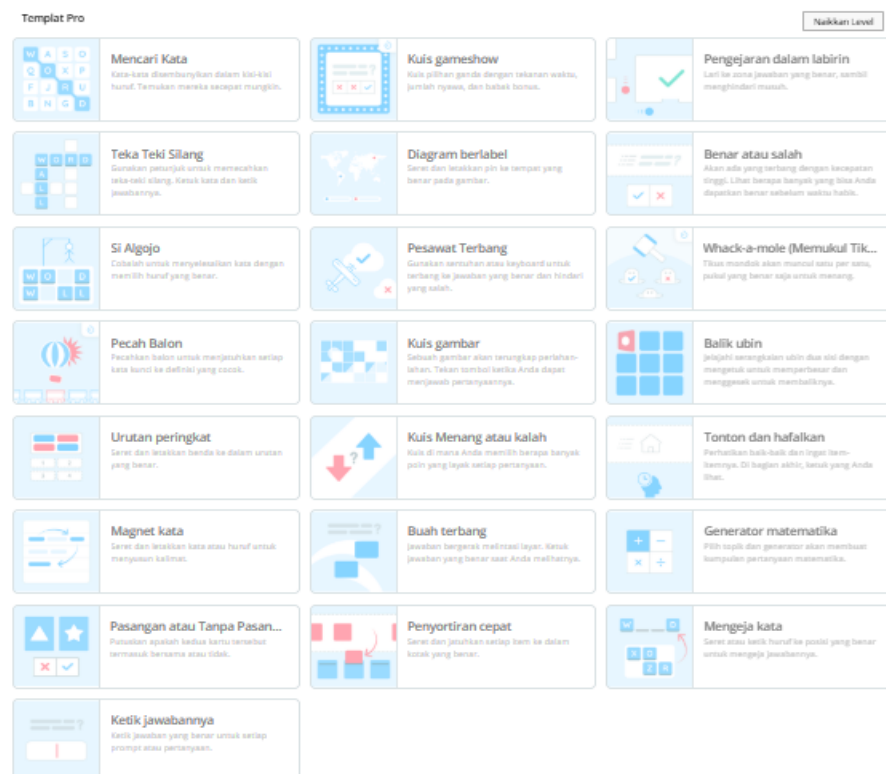 Templat Pro
Naikkan Level
Mencari Kata
Kata-kata disembunyikan dalam kisi-kisi
huruf. Temukan mereka secepat mungkin.
Kuis gameshow
Kuis pilihan ganda dengan tekanan waktu,
jumlah nyawa, dan babak bonus.
Pengejaran dalam labirin
Lari ke zona jawaban yang benar, sambil
menghindari musuh.
Teka Teki Silang
Gunakan petunjuk untuk memecahkan
teka-teki silang. Ketuk kata dan ketik
jawabannya.
Diagram berlabel
Seret dan letakkan pin ke tempat yang
benar pada gambar.
Benar atau salah
Akan ada yang terbang dengan kecepatan
tinggi. Lihat berapa banyak yang bisa Anda
dapatkan benar sebelum waktu habis.
Si Algojo
Cobalah untuk menyelesaikan kata dengan
memilih huruf yang benar.
Pesawat Terbang
Gunakan sentuhan atau keyboard untuk
terbang ke jawaban yang benar dan hindari
yang salah.
Whack-a-mole (Memukul Tik...
Tikus mondok akan muncul satu per satu,
pukul yang benar saja untuk menang.
Pecah Balon
Pecahkan balon untuk menjatuhkan setiap
kata kunci ke definisi yang cocok.
Kuis gambar
Sebuah gambar akan terungkap perlahan-
lahan. Tekan tombol ketika Anda dapat
menjawab pertanyaannya.
Balik ubin
Jelajahi serangkaian ubin dua sisi dengan
mengetuk untuk memperbesar dan
menggesek untuk membaliknya.
Urutan peringkat
Seret dan letakkan benda ke dalam urutan
yang benar.
Kuis Menang atau kalah
Kuis di mana Anda memilih berapa banyak
poin yang layak setiap pertanyaan.
Tonton dan hafalkan
Perhatikan baik-baik dan ingat item-
itemnya. Di bagian akhir, ketuk yang Anda
lihat.
Magnet kata
Seret dan letakkan kata atau huruf untuk
menyusun kalimat.
Buah terbang
Jawaban bergerak melintasi layar. Ketuk
jawaban yang benar saat Anda melihatnya.
Generator matematika
Pilih topik dan generator akan membuat
kumpulan pertanyaan matematika.
Pasangan atau Tanpa Pasan...
Putuskan apakah kedua kartu tersebut
termasuk bersama atau tidak.
Penyortiran cepat
Seret dan jatuhkan setiap item ke dalam
kotak yang benar.
Mengeja kata
Seret atau ketik huruf ke posisi yang benar
untuk mengeja jawabannya.
Ketik jawabannya
Ketik jawaban yang benar untuk setiap
prompt atau pertanyaan.